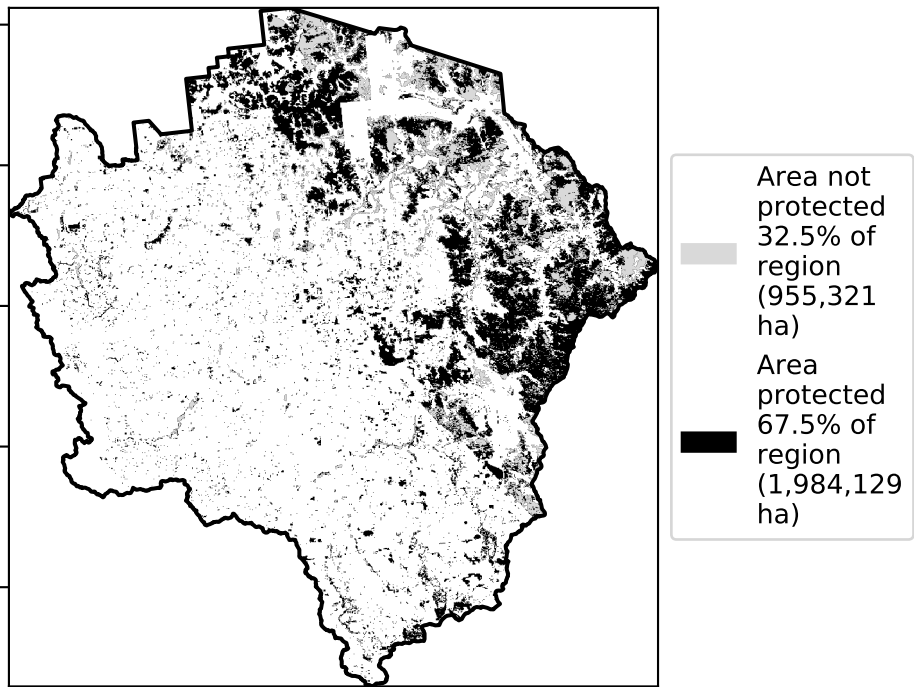 Area not
protected
32.5% of
region
(955,321
ha)
Area
protected
67.5% of
region
(1,984,129
ha)